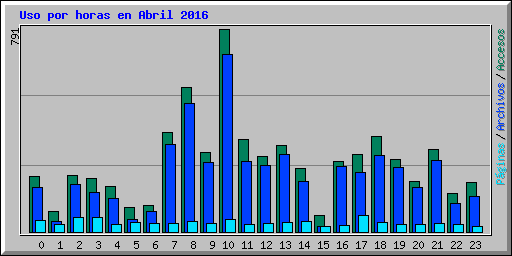 Uso por horas en Abril 2016
791
Páginas / Archivos / Accesos
0 1 2 3 4 5 6 7 8 9 10 11 12 13 14 15 16 17 18 19 20 21 22 23